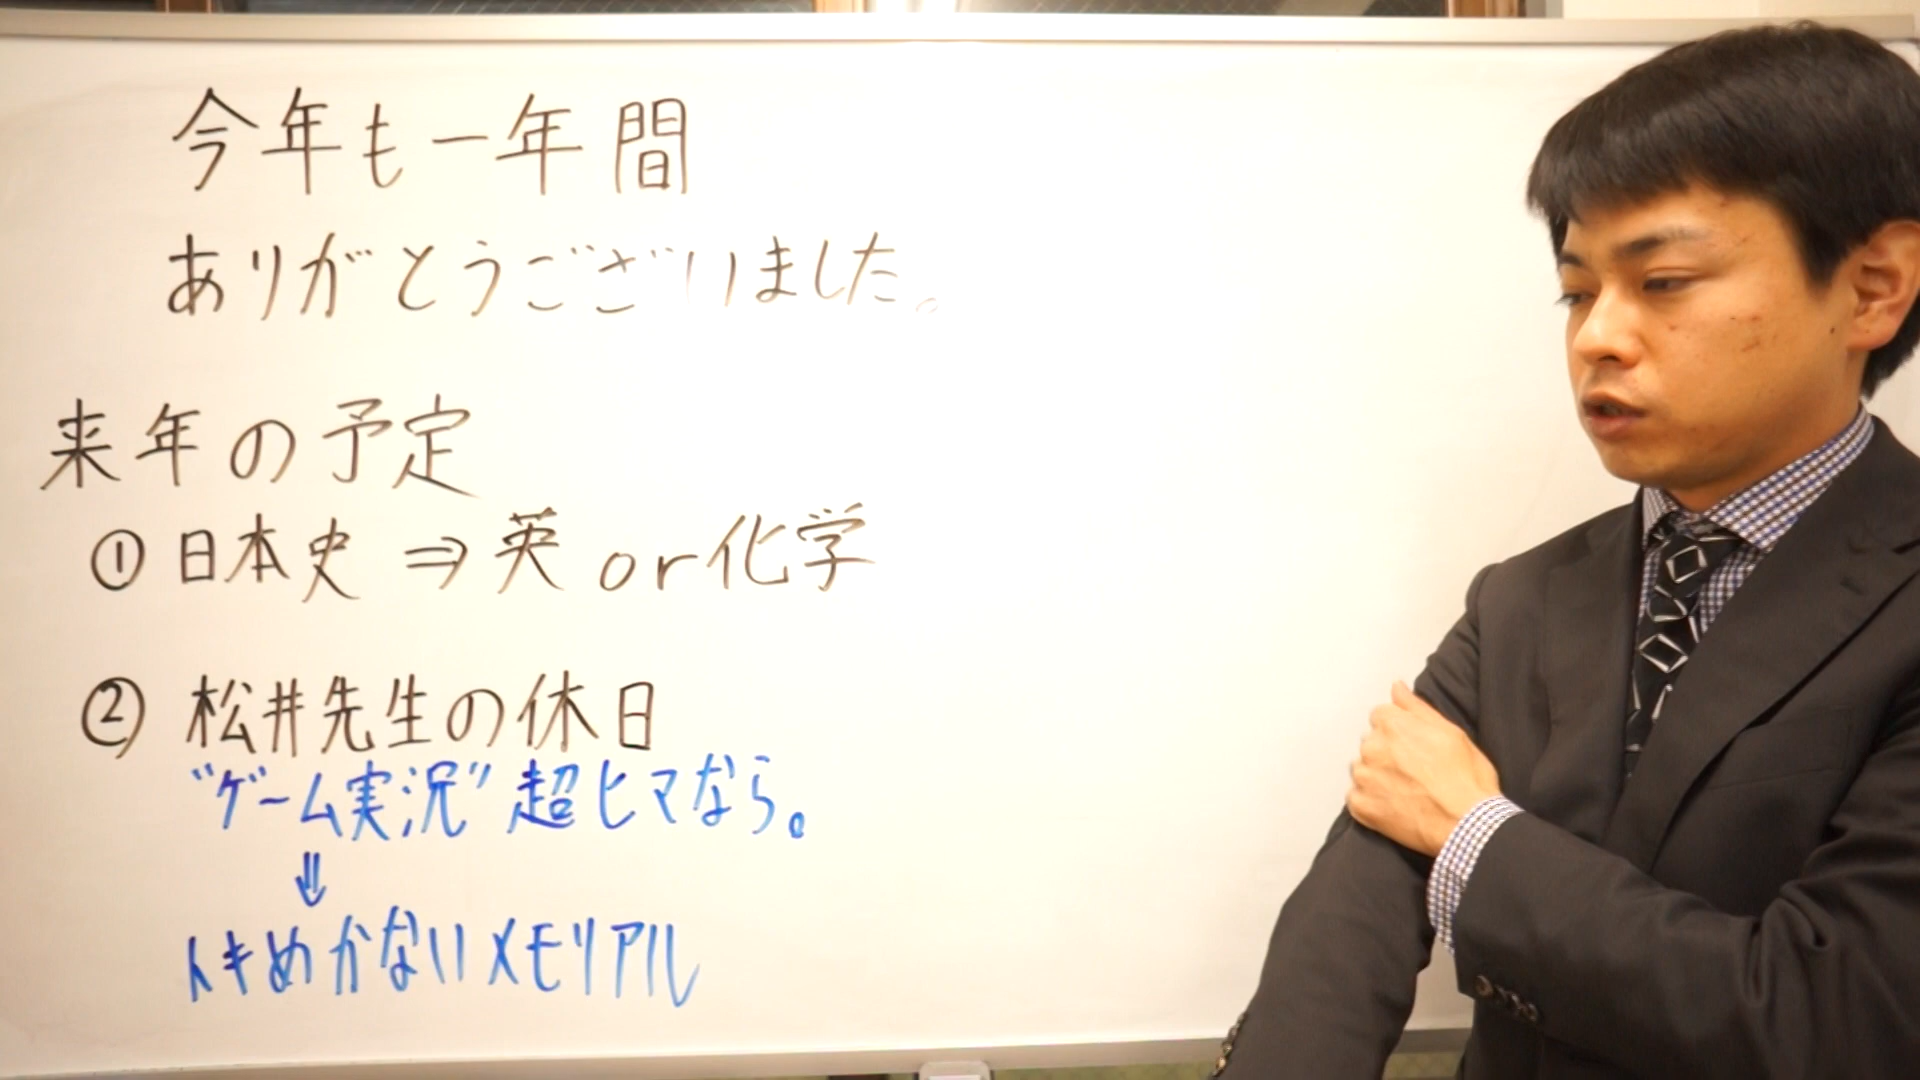 今年も一年間
ありがとうございました。
来年の予定
① 日本史 ⇒ 英 or 化学
② 松井先生の休日
"ゲーム実況" 超ヒマなら。
⇓
トキめかないメモリアル